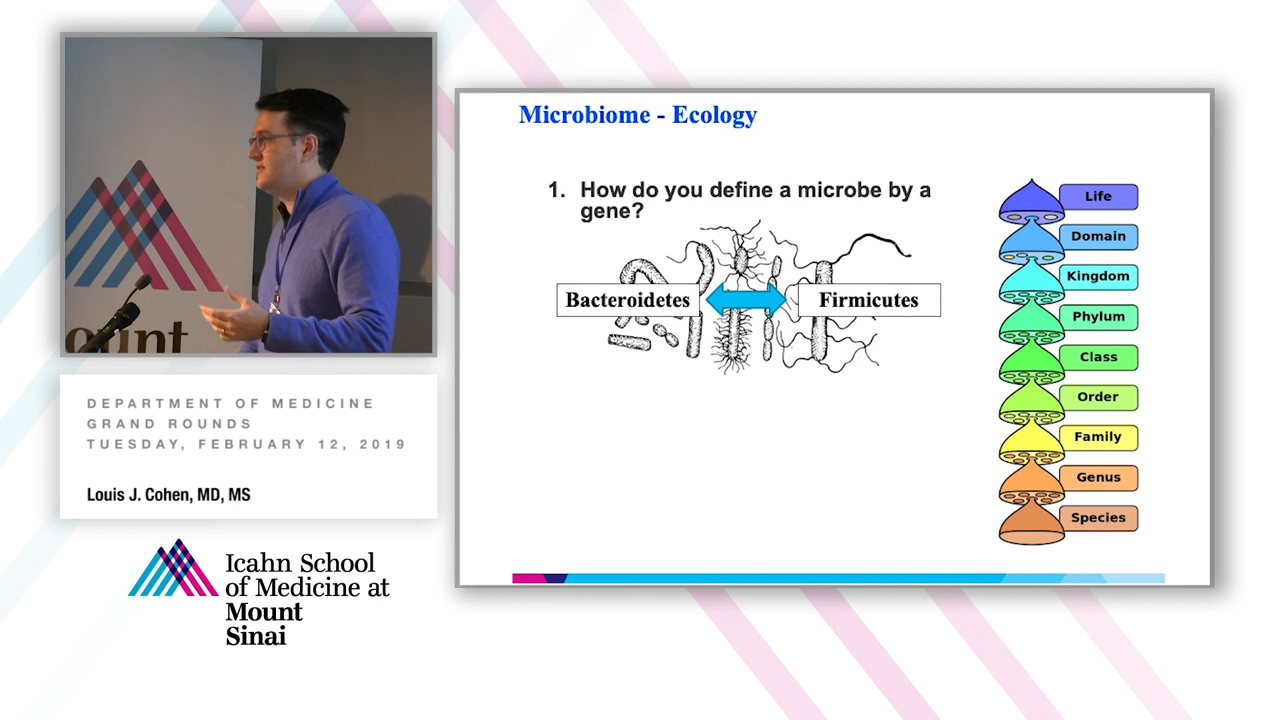 ount
DEPARTMENT OF MEDICINE
GRAND ROUNDS
TUESDAY, FEBRUARY 12, 2019
Louis J. Cohen, MD, MS
Icahn School
of Medicine at
Mount
Sinai
Microbiome - Ecology
1. How do you define a microbe by a
gene?
Bacteroidetes
Firmicutes
Life
Domain
Kingdom
Phylum
Class
Order
Family
Genus
Species